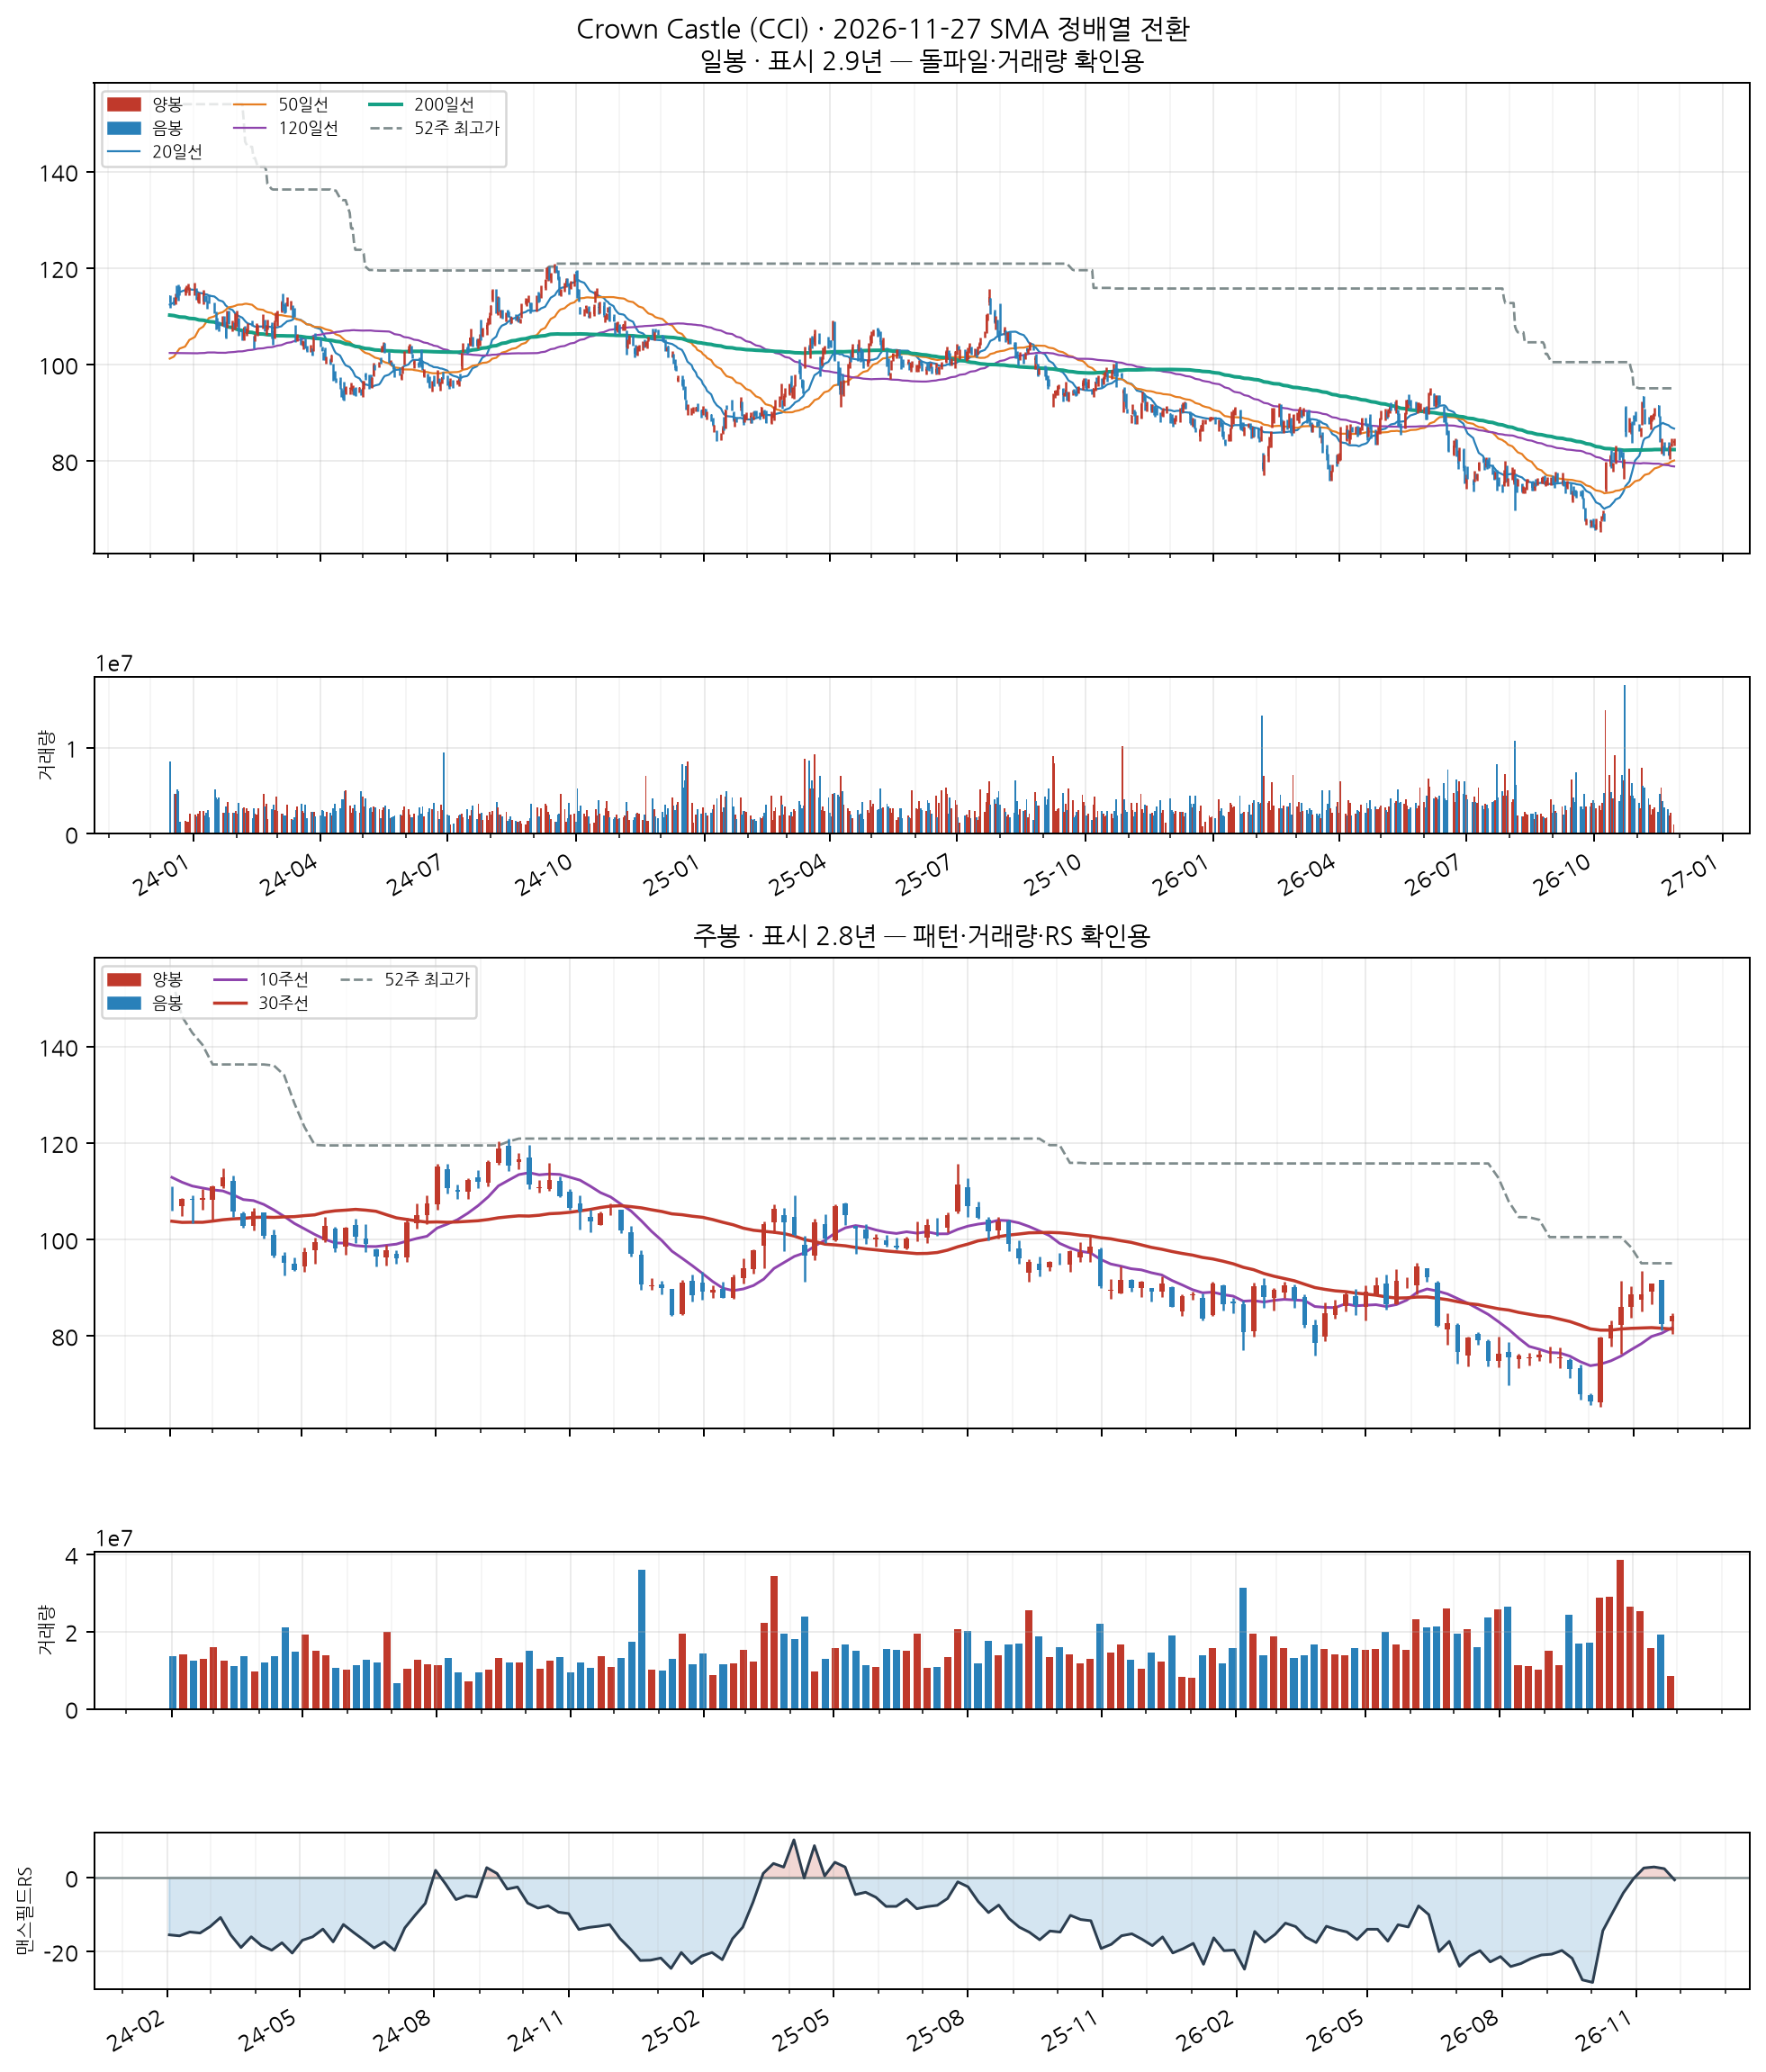 Crown Castle (CCI) · 2026-11-27 SMA 정배열 전환
일봉 · 표시 2.9년 — 돌파일·거래량 확인용
양봉
음봉
20일선
50일선
120일선
200일선
52주 최고가
140
120
100
80
1e7
거래량
1
0
24-01
24-04
24-07
24-10
25-01
25-04
25-07
25-10
26-01
26-04
26-07
26-10
27-01
주봉 · 표시 2.8년 — 패턴·거래량·RS 확인용
양봉
음봉
10주선
30주선
52주 최고가
140
120
100
80
1e7
거래량
4
2
0
맨스필드RS
0
-20
24-02
24-05
24-08
24-11
25-02
25-05
25-08
25-11
26-02
26-05
26-08
26-11